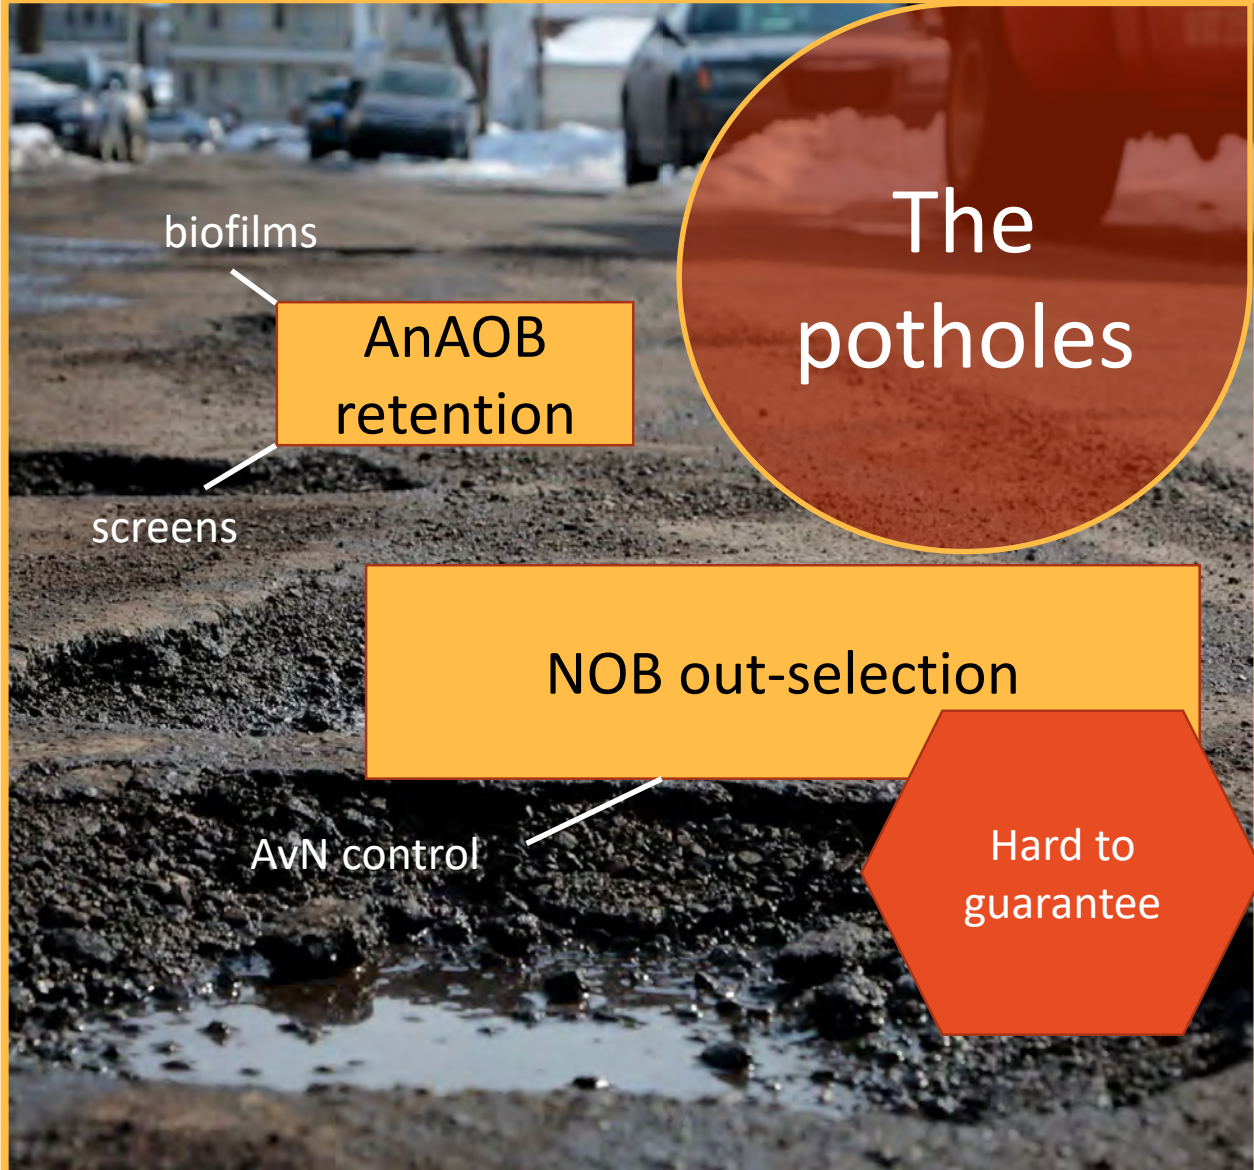 The
potholes
biofilms
AnAOB
retention
screens
NOB out-selection
AvN control
Hard to
guarantee